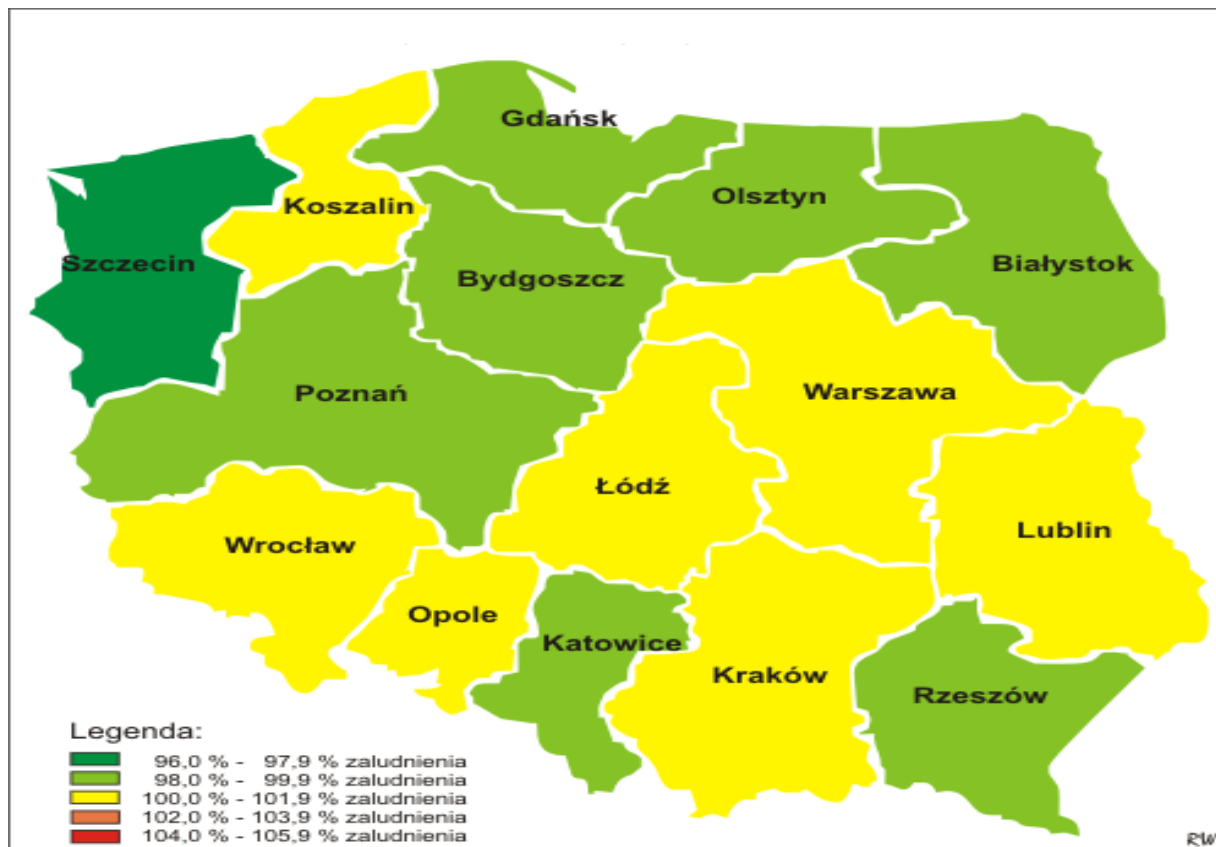 Gdańsk
Olsztyn
Koszalin
Szczecin
Białystok
Bydgoszcz
Poznań
Warszawa
Łódź
Lublin
Wrocław
Opole
Katowice
Kraków
Rzeszów
Legenda:
96,0 % - 97,9 % zaludnienia
98,0 % - 99,9 % zaludnienia
100,0 % - 101,9 % zaludnienia
102,0 % - 103,9 % zaludnienia
104,0 % - 105,9 % zaludnienia
RW